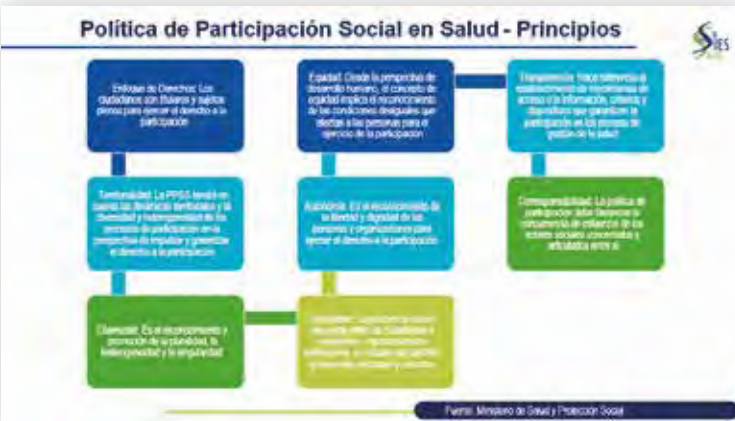 Política de Participación Social en Salud - Principios
SIES
Enfoque de Derechos: Los
ciudadanos son titulares y sujetos
plenos para ejercer el derecho a la
participación
Territorialidad: La PPSS tendrá en
cuenta las dinámicas territoriales y la
diversidad y heterogeneidad de los
procesos de participación en la
perspectiva de impulsar y garantizar
el derecho a la participación
Diversidad: Es el reconocimiento y
promoción de la pluralidad, la
heterogeneidad y la singularidad
Solidaridad:
Autonomía: Es el reconocimiento de
la libertad y dignidad de las
personas y organizaciones para
ejercer el derecho a la participación
Equidad: Desde la perspectiva de
desarrollo humano, el concepto de
equidad implica el reconocimiento
de las condiciones desiguales que
afectan a las personas para el
ejercicio de la participación
Transparencia: Hace referencia al
establecimiento de mecanismos de
acceso a la información, criterios y
dispositivos que garanticen la
participación en los procesos de
gestión de la salud
Corresponsabilidad: La política de
participación debe favorecer la
concurrencia de esfuerzos de los
actores sociales concertados y
articulados entre sí
Fuente: Ministerio de Salud y Protección Social